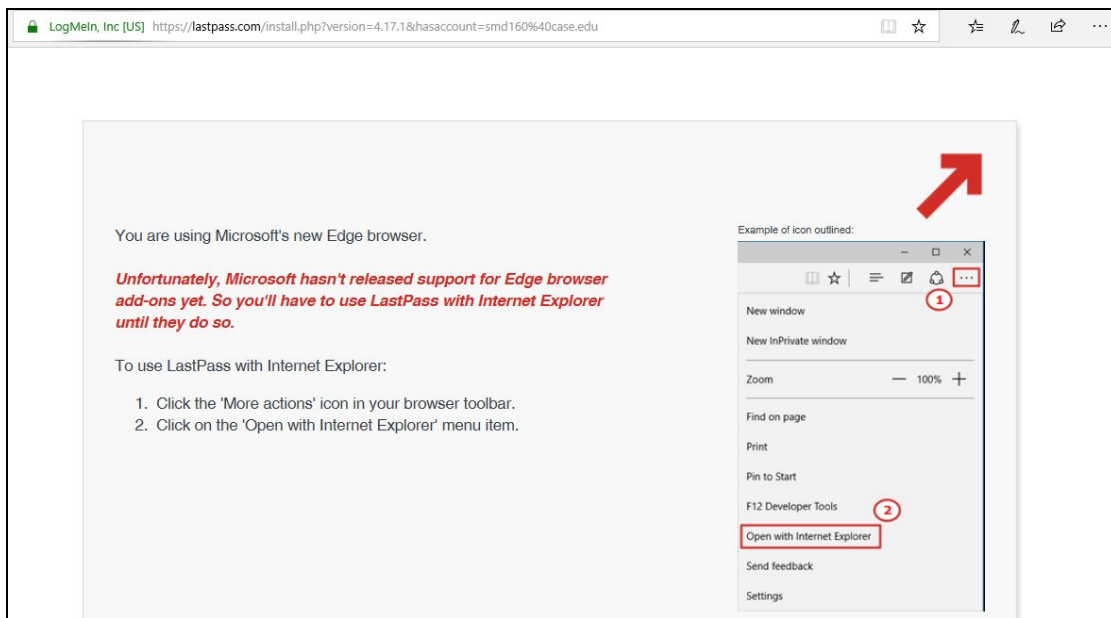 LogMeIn, Inc [US] https://lastpass.com/install.php?version=4.17.1&hasaccount=smd160%40case.edu
You are using Microsoft's new Edge browser.
Unfortunately, Microsoft hasn't released support for Edge browser
add-ons yet. So you'll have to use LastPass with Internet Explorer
until they do so.
To use LastPass with Internet Explorer:
1. Click the 'More actions' icon in your browser toolbar.
2. Click on the 'Open with Internet Explorer' menu item.
Example of icon outlined:
1
New window
New InPrivate window
Zoom — 100% +
Find on page
Print
Pin to Start
F12 Developer Tools
2
Open with Internet Explorer
Send feedback
Settings